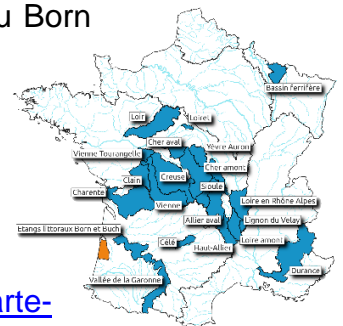 u Born
Bassin ferrifère
Loir
Loiret
Cher aval
Yèvre Auron
Vienne Tourangelle
Cher amont
Clain
Creuse
Sioule
Charente
Vienne
Loire en Rhône Alpes
Allier aval
Lignon du Velay
Etangs littoraux Born et Buch
Célé
Haut-Allier
Loire amont
Durance
Vallée de la Garonne
arte-